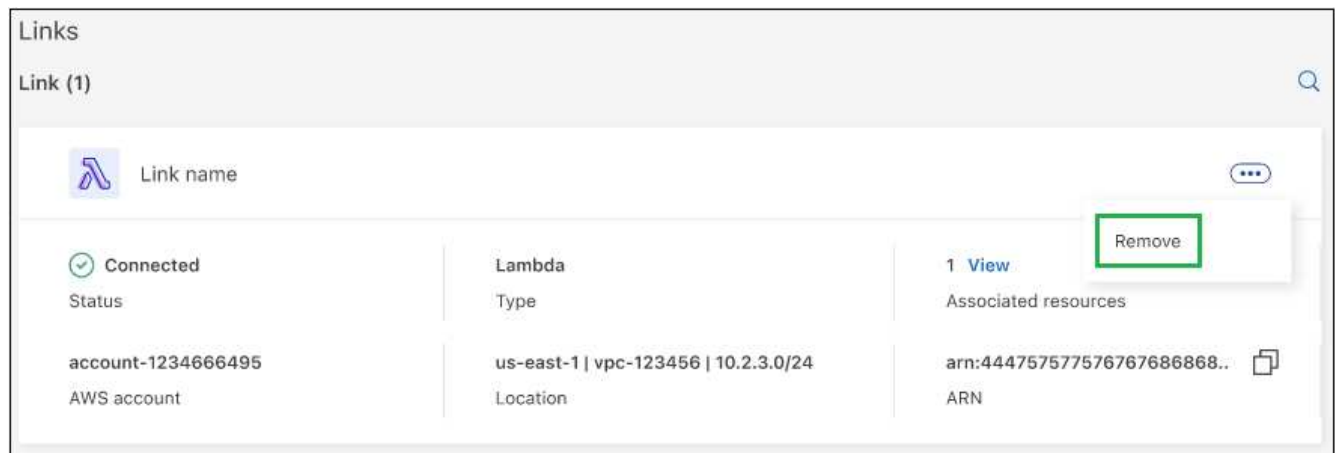 Links
Link (1)
Link name
Remove
Connected
Lambda
1 View
Status
Type
Associated resources
account-1234666495
us-east-1 | vpc-123456 | 10.2.3.0/24
arn:444757577576767686868..
AWS account
Location
ARN